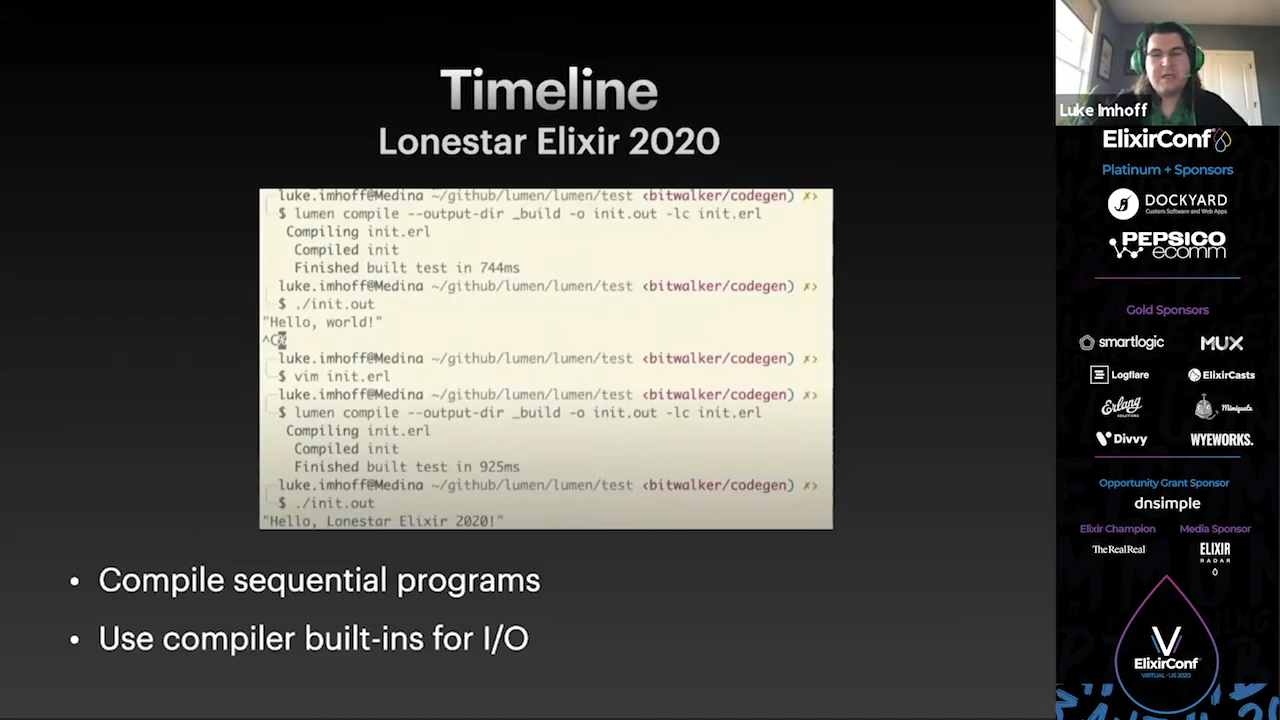 Timeline
Lonestar Elixir 2020
luke.imhoff@Medina ~/github/lumen/lumen/test ‹bitwalker/codegen) ✗›
$ lumen compile --output-dir _build -o init.out -lc init.erl
Compiling init.erl
Compiled init
Finished built test in 744ms
luke.imhoff@Medina ~/github/lumen/lumen/test ‹bitwalker/codegen) ✗›
$ ./init.out
"Hello, world!"
^C
luke.imhoff@Medina ~/github/lumen/lumen/test ‹bitwalker/codegen) ✗›
$ vim init.erl
luke.imhoff@Medina ~/github/lumen/lumen/test ‹bitwalker/codegen) ✗›
$ lumen compile --output-dir _build -o init.out -lc init.erl
Compiling init.erl
Compiled init
Finished built test in 925ms
luke.imhoff@Medina ~/github/lumen/lumen/test ‹bitwalker/codegen) ✗›
$ ./init.out
"Hello, Lonestar Elixir 2020!"
• Compile sequential programs
• Use compiler built-ins for I/O
Luke Imhoff
ElixirConf
Platinum + Sponsors
DOCKYARD
Custom Software and Web Apps
PEPSICO
ecomm
Gold Sponsors
smartlogic MUX
Logflare ElixirCasts
Erlang
SOLUTIONS
Miniquote
Divvy WYEWORKS.
Opportunity Grant Sponsor
dnsimple
Elixir Champion Media Sponsor
TheRealReal ELIXIR
RADAR
ElixirConf
VIRTUAL · US 2020